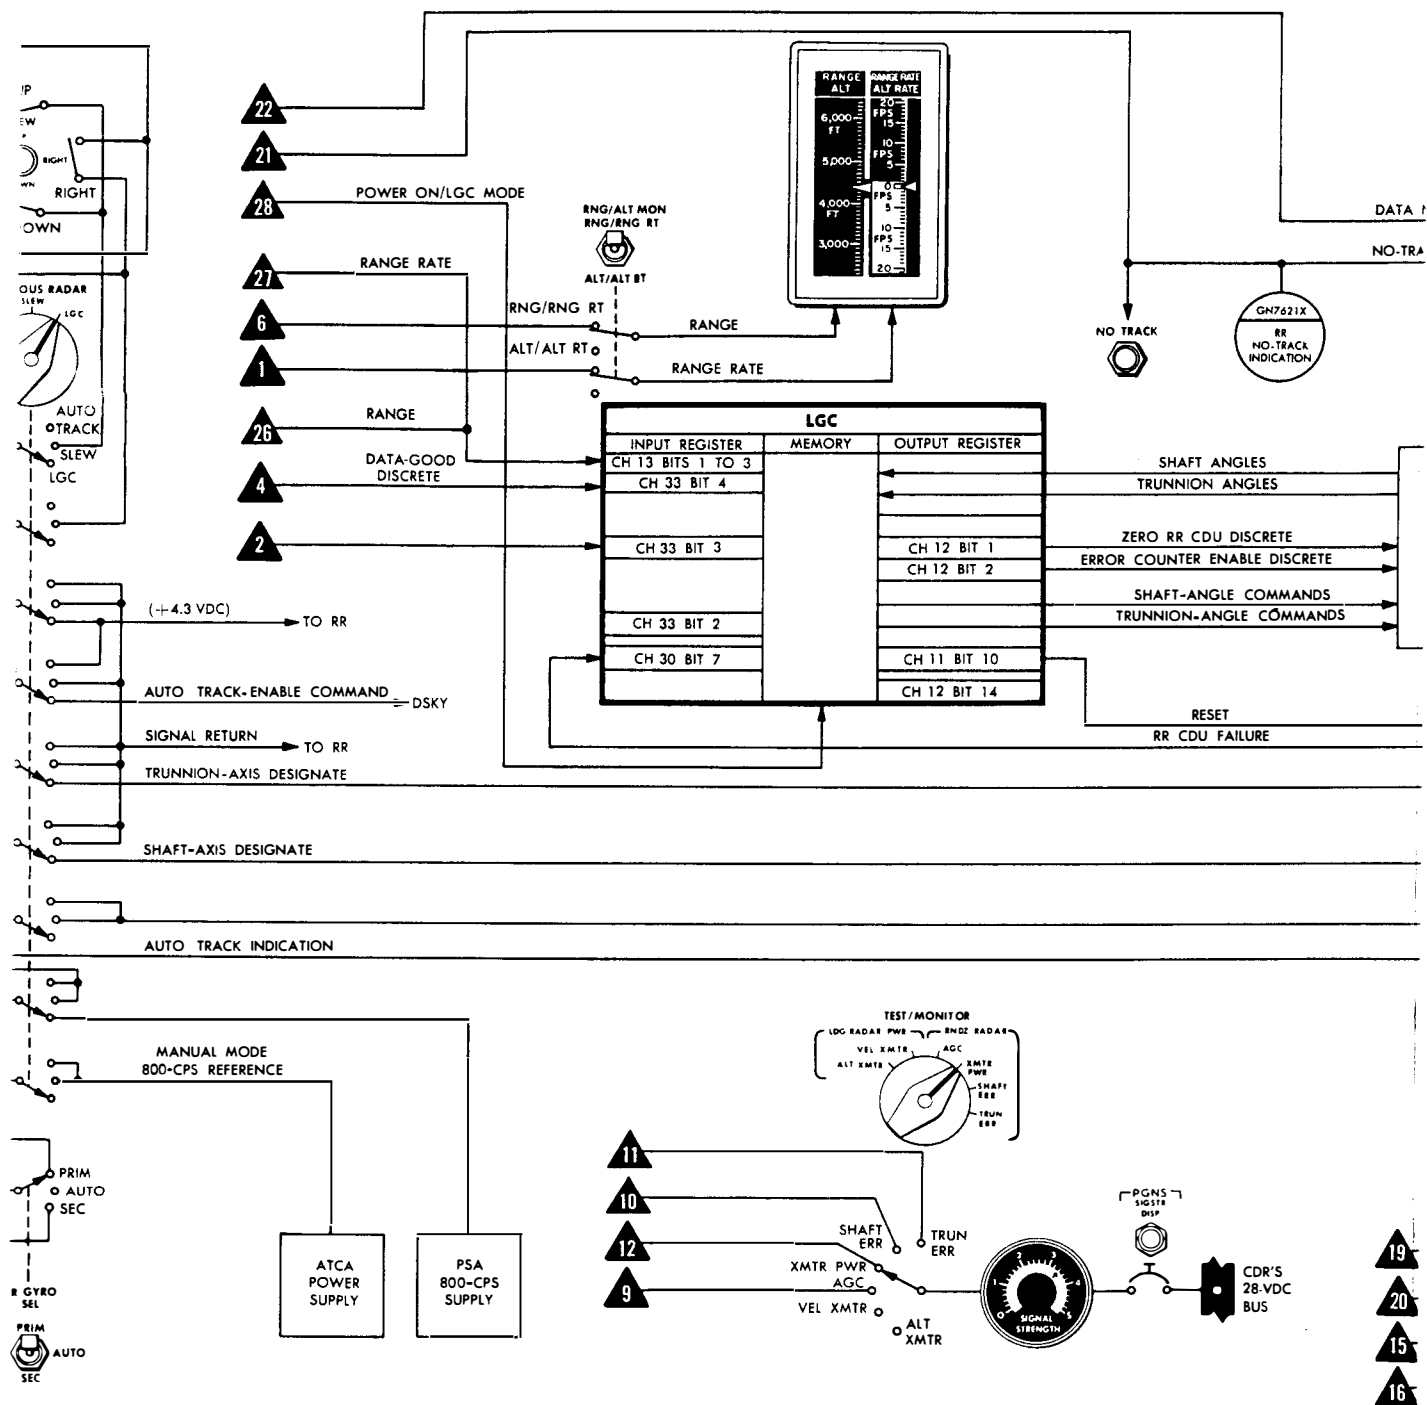 22
21
28
27
6
1
26
4
2
POWER ON/LGC MODE
RANGE RATE
RNG/RNG RT
ALT/ALT RT
RANGE
DATA-GOOD
DISCRETE
RNG/ALT MON
RNG/RNG RT
ALT/ALT RT
RANGE
RANGE RATE
RANGE
ALT
RANGE RATE
ALT RATE
6,000
FT
5,000
4,000
FT
3,000
20
FPS
15
10
FPS
5
0
FPS
5
10
FPS
15
20
DATA
NO-TRA
NO TRACK
GN7621X
RR
NO-TRACK
INDICATION
RIGHT
RIGHT
OWN
OUS RADAR
SLEW
LGC
AUTO
TRACK
SLEW
LGC
LGC
INPUT REGISTER
MEMORY
OUTPUT REGISTER
CH 13 BITS 1 TO 3
CH 33 BIT 4
CH 33 BIT 3
CH 33 BIT 2
CH 30 BIT 7
CH 12 BIT 1
CH 12 BIT 2
CH 11 BIT 10
CH 12 BIT 14
SHAFT ANGLES
TRUNNION ANGLES
ZERO RR CDU DISCRETE
ERROR COUNTER ENABLE DISCRETE
SHAFT-ANGLE COMMANDS
TRUNNION-ANGLE COMMANDS
RESET
RR CDU FAILURE
(+4.3 VDC)
TO RR
AUTO TRACK-ENABLE COMMAND
DSKY
SIGNAL RETURN
TO RR
TRUNNION-AXIS DESIGNATE
SHAFT-AXIS DESIGNATE
AUTO TRACK INDICATION
MANUAL MODE
800-CPS REFERENCE
PRIM
AUTO
SEC
R GYRO
SEL
PRIM
AUTO
SEC
ATCA
POWER
SUPPLY
PSA
800-CPS
SUPPLY
TEST/MONITOR
LDG RADAR PWR
RNDZ RADAR
ALT XMTR
VEL XMTR
AGC
XMTR
PWR
SHAFT
ERR
TRUN
ERR
11
10
12
9
SHAFT
ERR
TRUN
ERR
XMTR PWR
AGC
VEL XMTR
ALT
XMTR
0
1
2
3
4
5
SIGNAL
STRENGTH
PGNS
SIG STR
DISP
CDR'S
28-VDC
BUS
19
20
15
16